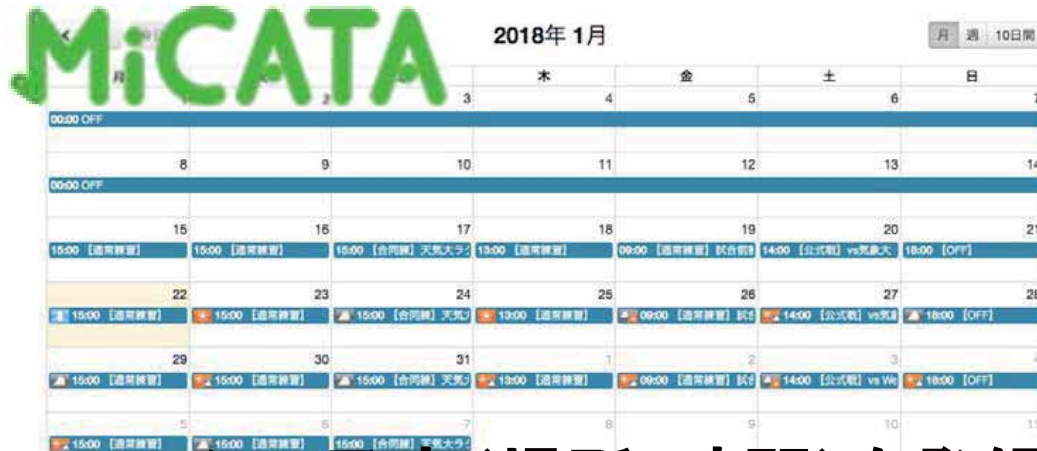 MiCATA
2018年 1月
月 週 10日間
木 金 土 日
1 2 3 4 5 6 7
00:00 OFF
8 9 10 11 12 13 14
00:00 OFF
15 16 17 18 19 20 21
15:00 【通常練習】 15:00 【通常練習】 15:00 【合同練】 天気大ラ 13:00 【通常練習】 09:00 【通常練習】 試合前 14:00 【公式戦】 vs気象大 18:00 【OFF】
22 23 24 25 26 27 28
15:00 【通常練習】 15:00 【通常練習】 15:00 【合同練】 天気 13:00 【通常練習】 09:00 【通常練習】 試合 14:00 【公式戦】 vs気 18:00 【OFF】
29 30 31 1 2 3 4
15:00 【通常練習】 15:00 【通常練習】 15:00 【合同練】 天気 13:00 【通常練習】 09:00 【通常練習】 試合 14:00 【公式戦】 vs We 18:00 【OFF】
5 6 7 8 9 10 11
15:00 【通常練習】 15:00 【通常練習】 15:00 【合同練】 天気大ラ